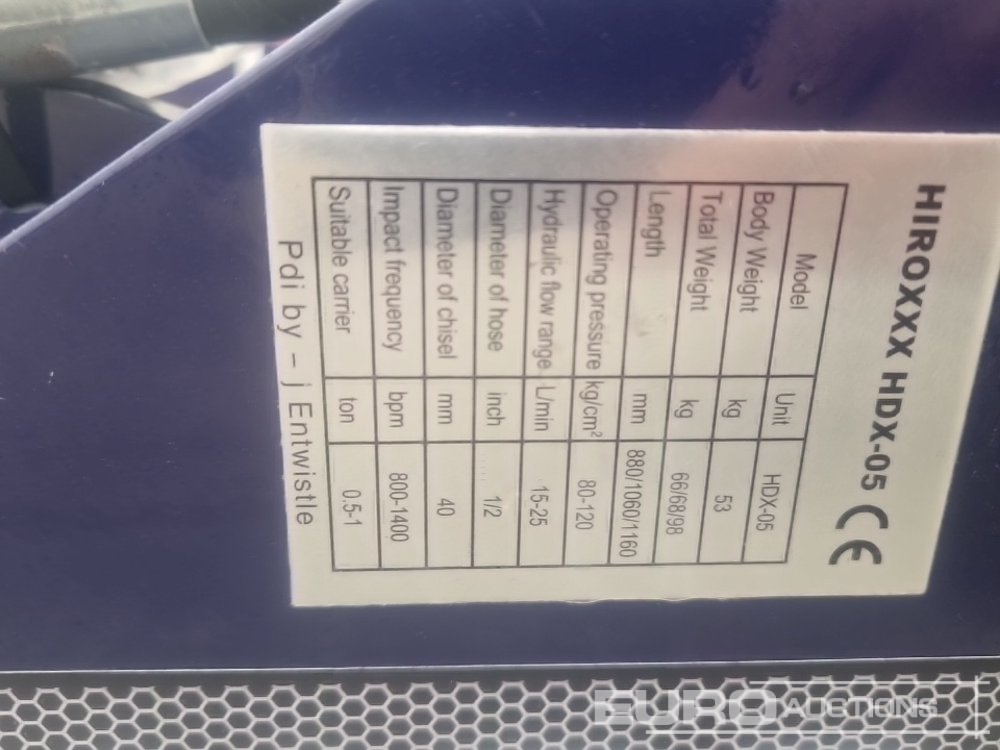 HIROXXX HDX-05 CE
Model Unit HDX-05
Body Weight kg 53
Total Weight kg 66/68/98
Length mm 880/1060/1160
Operating pressure kg/cm² 80-120
Hydraulic flow range L/min 15-25
Diameter of hose inch 1/2
Diameter of chisel mm 40
Impact frequency bpm 800-1400
Suitable carrier ton 0.5-1
Pdi by - j Entwistle
EURO AUCTIONS